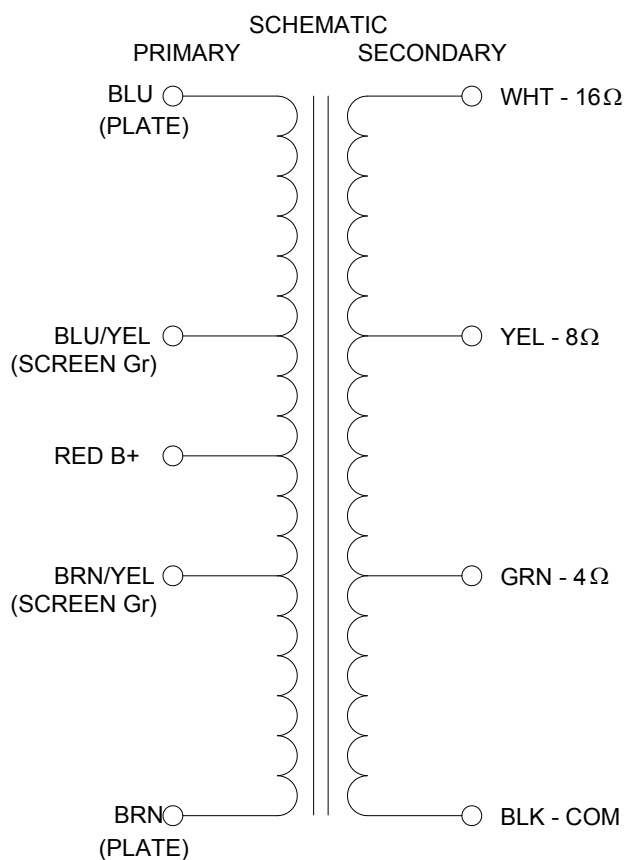 SCHEMATIC
PRIMARY SECONDARY
BLU WHT - 16Ω
(PLATE)
BLU/YEL YEL - 8Ω
(SCREEN Gr)
RED B+
BRN/YEL GRN - 4Ω
(SCREEN Gr)
BRN BLK - COM
(PLATE)